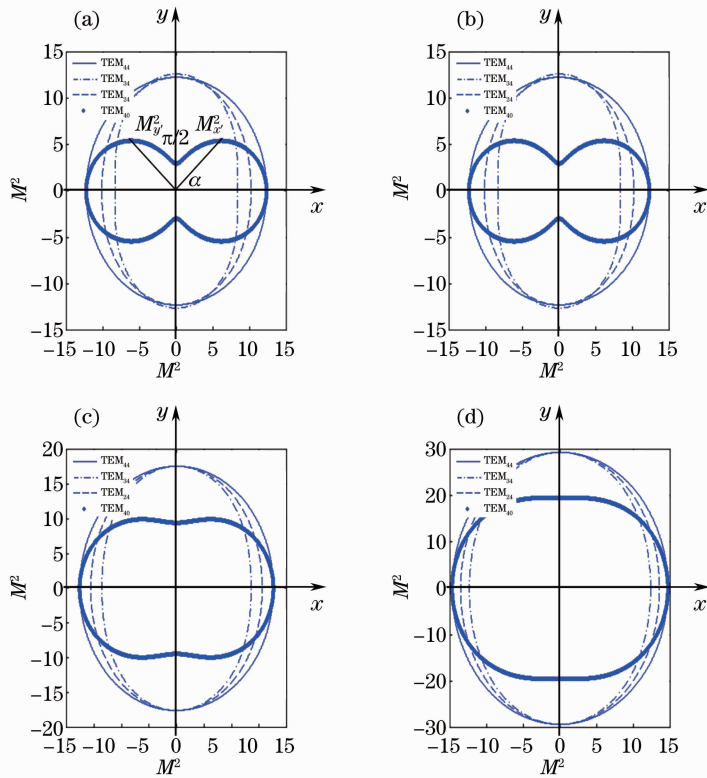 (a)
y
15
10
5
0
−5
−10
−15
M²
TEM₄₄
TEM₃₄
TEM₂₄
TEM₄₀
M²y′
π/2
M²x′
α
x
−15 −10 −5 0 5 10 15
M²
(b)
y
15
10
5
0
−5
−10
−15
M²
TEM₄₄
TEM₃₄
TEM₂₄
TEM₄₀
x
−15 −10 −5 0 5 10 15
M²
(c)
y
20
15
10
5
0
−5
−10
−15
−20
M²
TEM₄₄
TEM₃₄
TEM₂₄
TEM₄₀
x
−15 −10 −5 0 5 10 15
M²
(d)
y
30
20
10
0
−10
−20
−30
M²
TEM₄₄
TEM₃₄
TEM₂₄
TEM₄₀
x
−15 −10 −5 0 5 10 15
M²